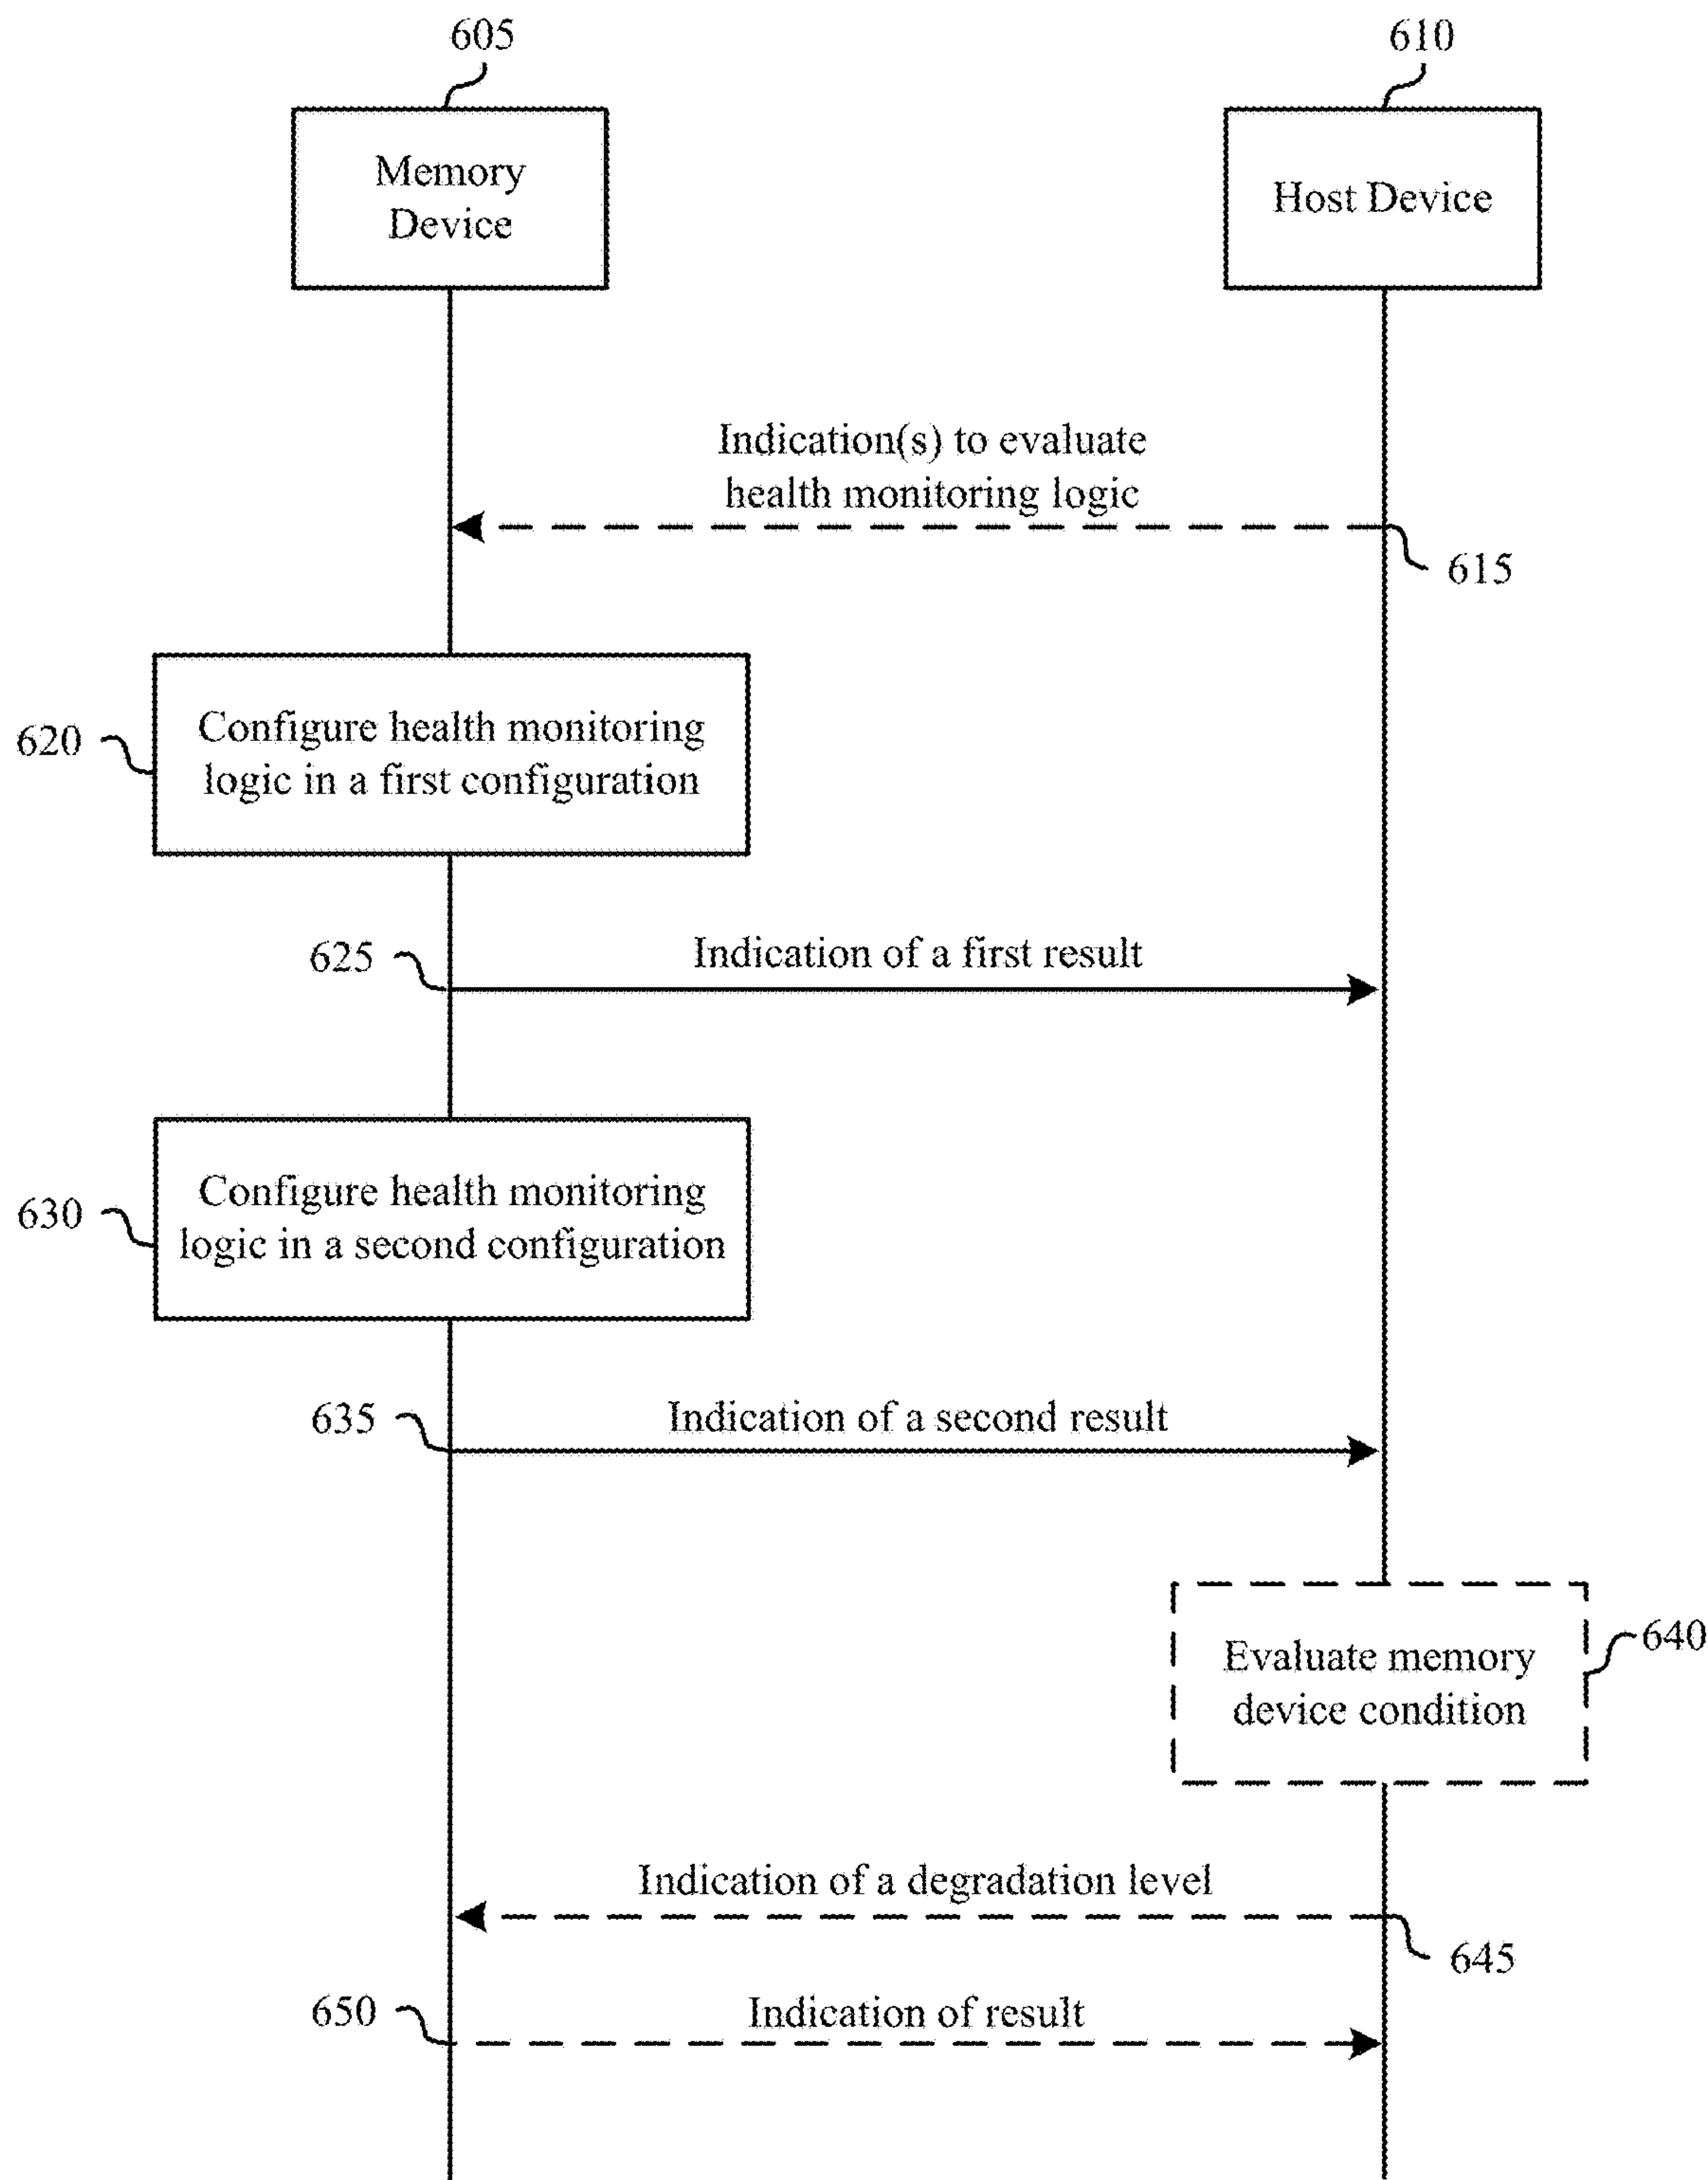 605
610
Memory
Device
Host Device
Indication(s) to evaluate
health monitoring logic
615
620
Configure health monitoring
logic in a first configuration
625
Indication of a first result
630
Configure health monitoring
logic in a second configuration
635
Indication of a second result
640
Evaluate memory
device condition
Indication of a degradation level
645
650
Indication of result